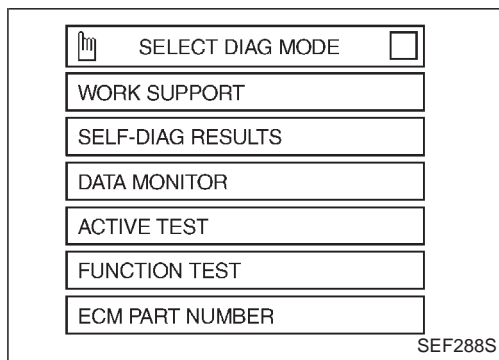 SELECT DIAG MODE
WORK SUPPORT
SELF-DIAG RESULTS
DATA MONITOR
ACTIVE TEST
FUNCTION TEST
ECM PART NUMBER
SEF288S